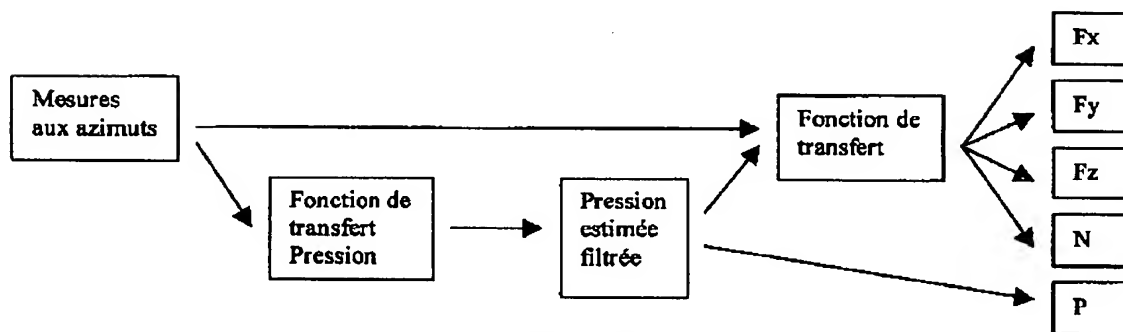 Mesures
aux azimuts
Fonction de
transfert
Pression
Pression
estimée
filtrée
Fonction de
transfert
Fx
Fy
Fz
N
P